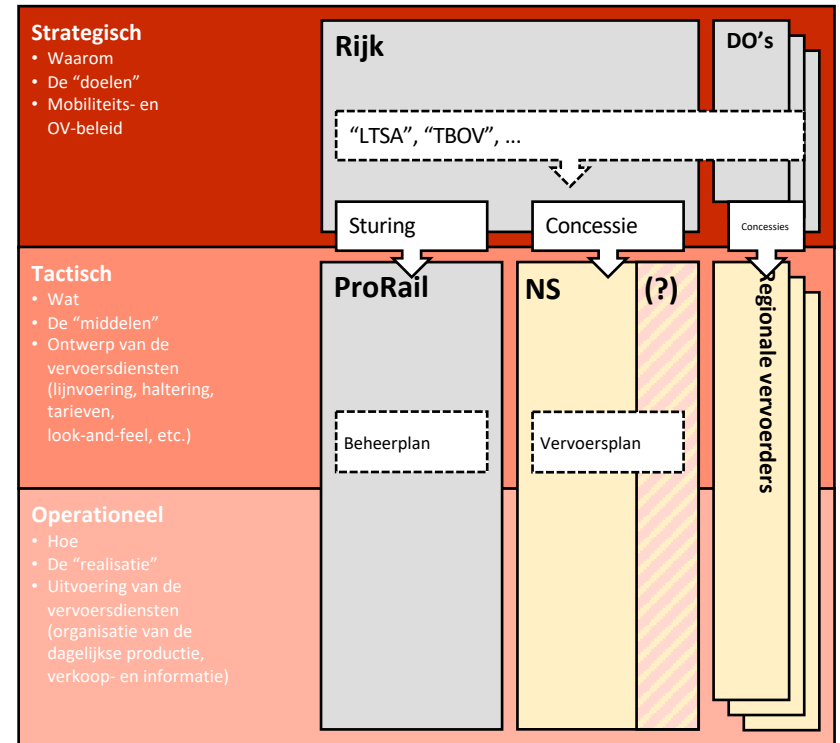 Strategisch
• Waarom
• De “doelen”
• Mobiliteits- en
OV-beleid
Rijk
DO’s
“LTSA”, “TBOV”, ...
Sturing
Concessie
Concessies
Tactisch
• Wat
• De “middelen”
• Ontwerp van de
vervoersdiensten
(lijnvoering, haltering,
tarieven,
look-and-feel, etc.)
ProRail
NS
(?)
Regionale vervoerders
Beheerplan
Vervoersplan
Operationeel
• Hoe
• De “realisatie”
• Uitvoering van de
vervoersdiensten
(organisatie van de
dagelijkse productie,
verkoop- en informatie)